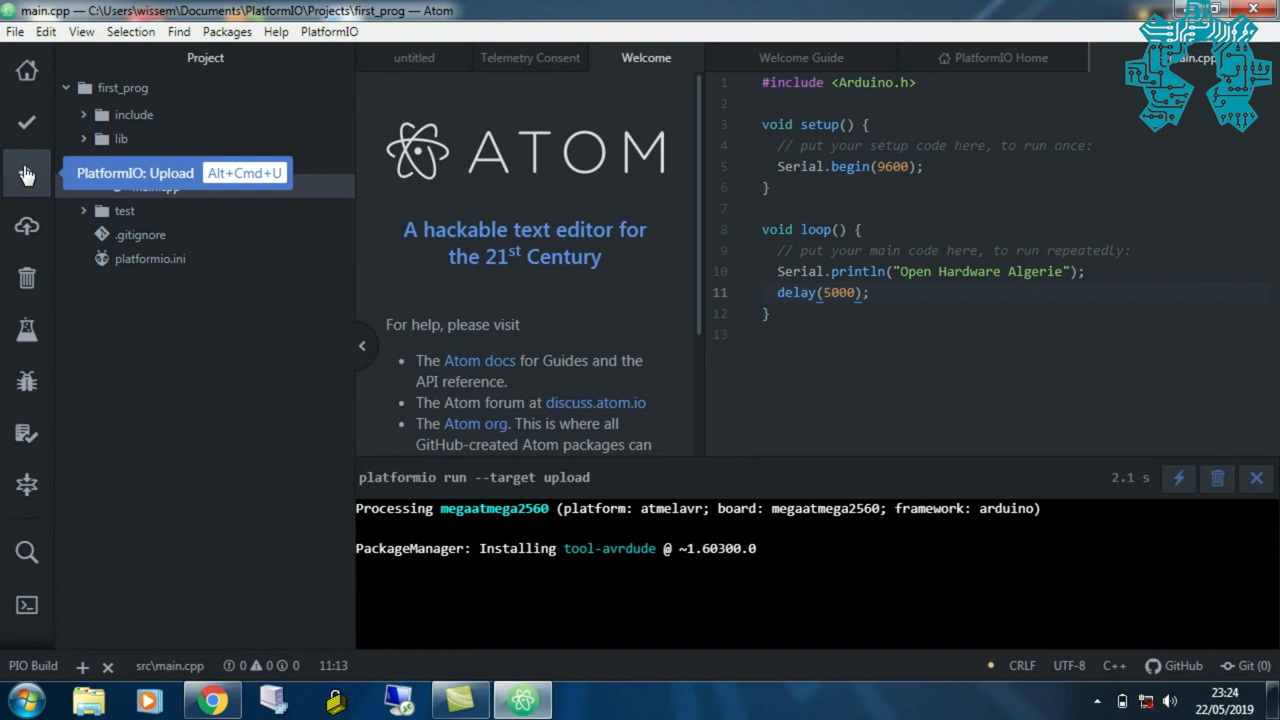 main.cpp — C:\Users\wissem\Documents\PlatformIO\Projects\first_prog — Atom
File Edit View Selection Find Packages Help PlatformIO
Project
untitled
Telemetry Consent
Welcome
Welcome Guide
PlatformIO Home
main.cpp
first_prog
include
lib
PlatformIO: Upload Alt+Cmd+U
main.cpp
test
.gitignore
platformio.ini
ATOM
A hackable text editor for
the 21st Century
For help, please visit
• The Atom docs for Guides and the
API reference.
• The Atom forum at discuss.atom.io
• The Atom org. This is where all
GitHub-created Atom packages can
1 #include <Arduino.h>
2
3 void setup() {
4 // put your setup code here, to run once:
5 Serial.begin(9600);
6 }
7
8 void loop() {
9 // put your main code here, to run repeatedly:
10 Serial.println("Open Hardware Algerie");
11 delay(5000);
12 }
13
platformio run --target upload
2.1 s
Processing megaatmega2560 (platform: atmelavr; board: megaatmega2560; framework: arduino)
PackageManager: Installing tool-avrdude @ ~1.60300.0
PIO Build
src\main.cpp
0 0 0
11:13
CRLF
UTF-8
C++
GitHub
Git (0)
23:24
22/05/2019